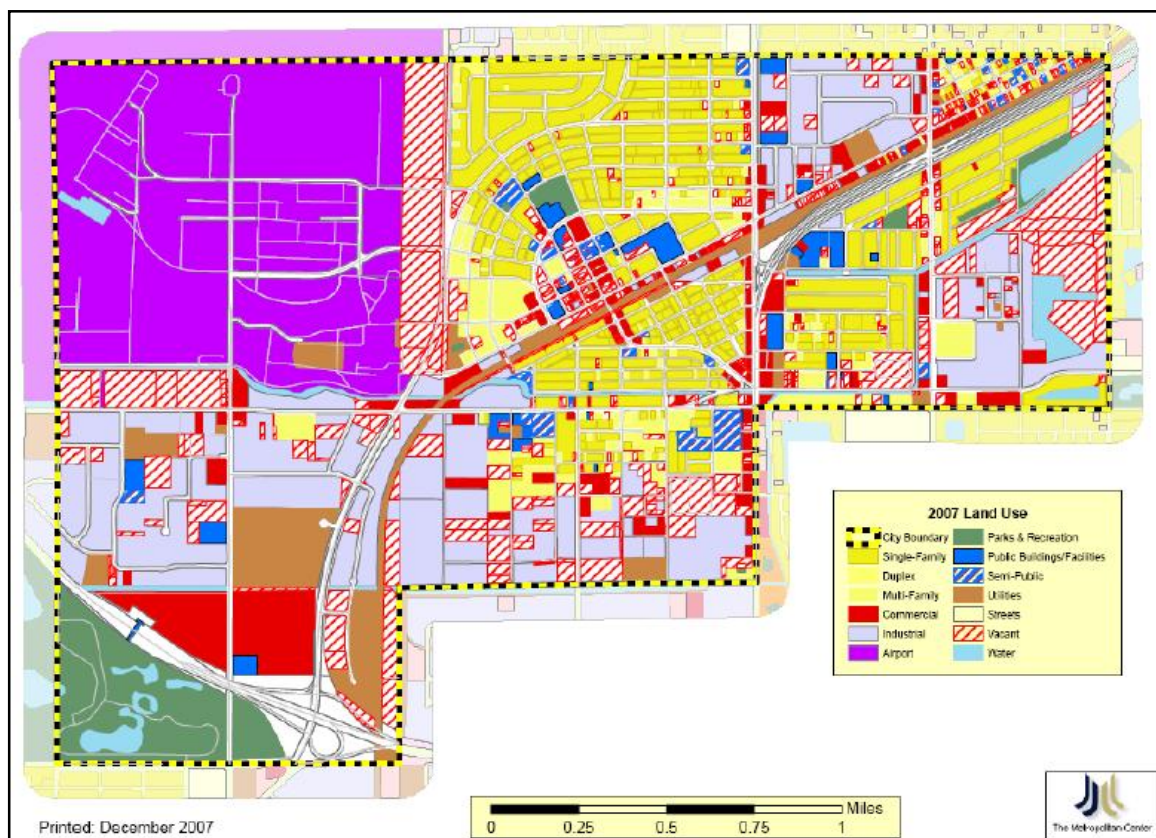 2007 Land Use
City Boundary
Single-Family
Duplex
Multi-Family
Commercial
Industrial
Airport
Parks & Recreation
Public Buildings/Facilities
Semi-Public
Utilities
Streets
Vacant
Water
Printed: December 2007
Miles
0 0.25 0.5 0.75 1
The Metropolitan Center